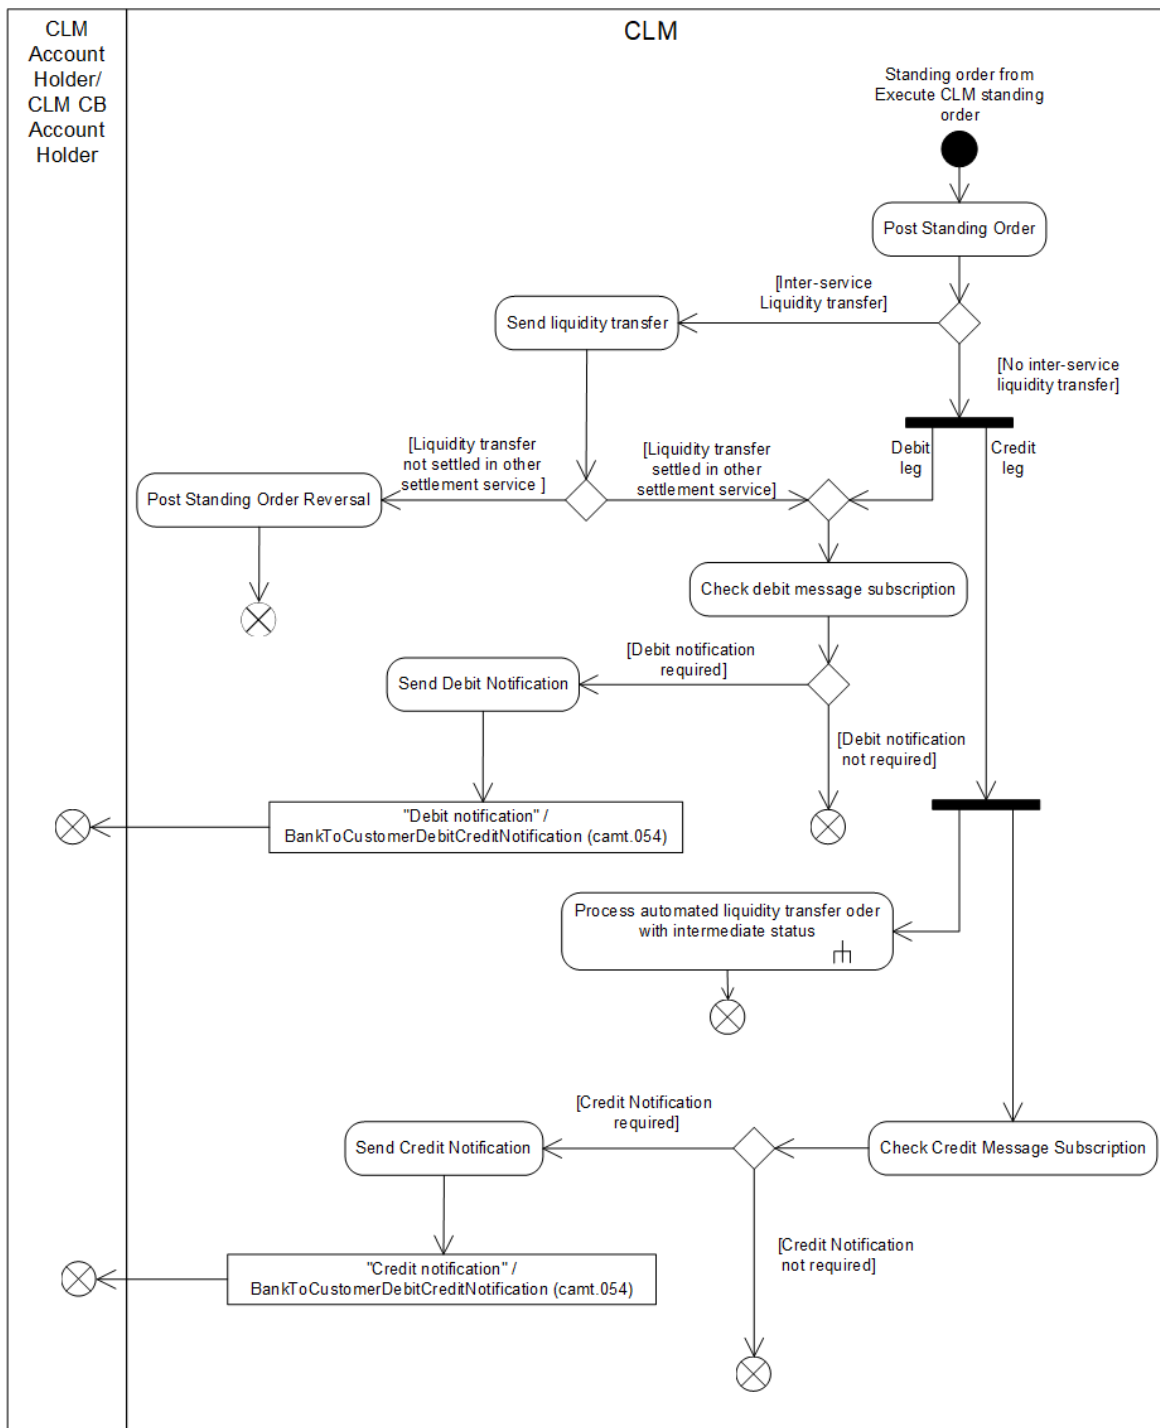 CLM
Account
Holder/
CLM CB
Account
Holder
CLM
Standing order from
Execute CLM standing
order
Post Standing Order
[Inter-service
Liquidity transfer]
Send liquidity transfer
[No inter-service
liquidity transfer]
[Liquidity transfer
not settled in other
settlement service ]
[Liquidity transfer
settled in other
settlement service]
Debit
leg
Credit
leg
Post Standing Order Reversal
Check debit message subscription
[Debit notification
required]
Send Debit Notification
[Debit notification
not required]
"Debit notification" /
BankToCustomerDebitCreditNotification (camt.054)
Process automated liquidity transfer oder
with intermediate status
[Credit Notification
required]
Send Credit Notification
Check Credit Message Subscription
[Credit Notification
not required]
"Credit notification" /
BankToCustomerDebitCreditNotification (camt.054)